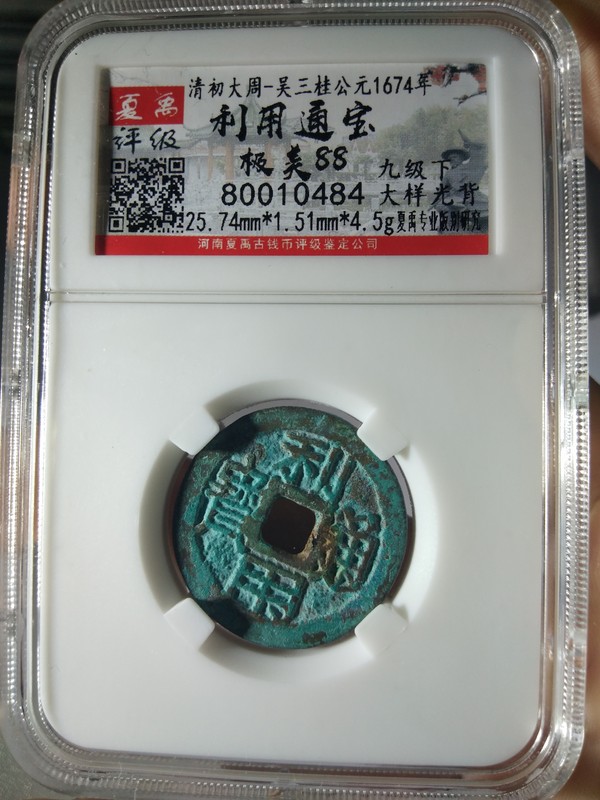 清初大周-吴三桂公元1674年
夏禹
评级
利用通宝
极美88
九级下
80010484
大样光背
25.74mm*1.51mm*4.5g
夏禹专业版别研究
河南夏禹古钱币评级鉴定公司
利用通寳